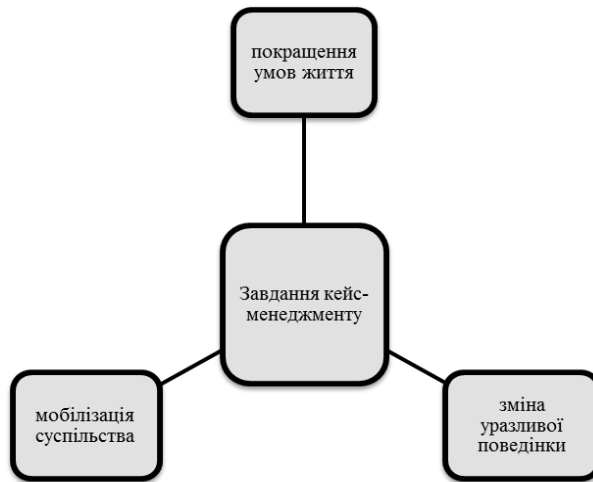 покращення
умов життя
Завдання кейс-
менеджменту
мобілізація
суспільства
зміна
уразливої
поведінки